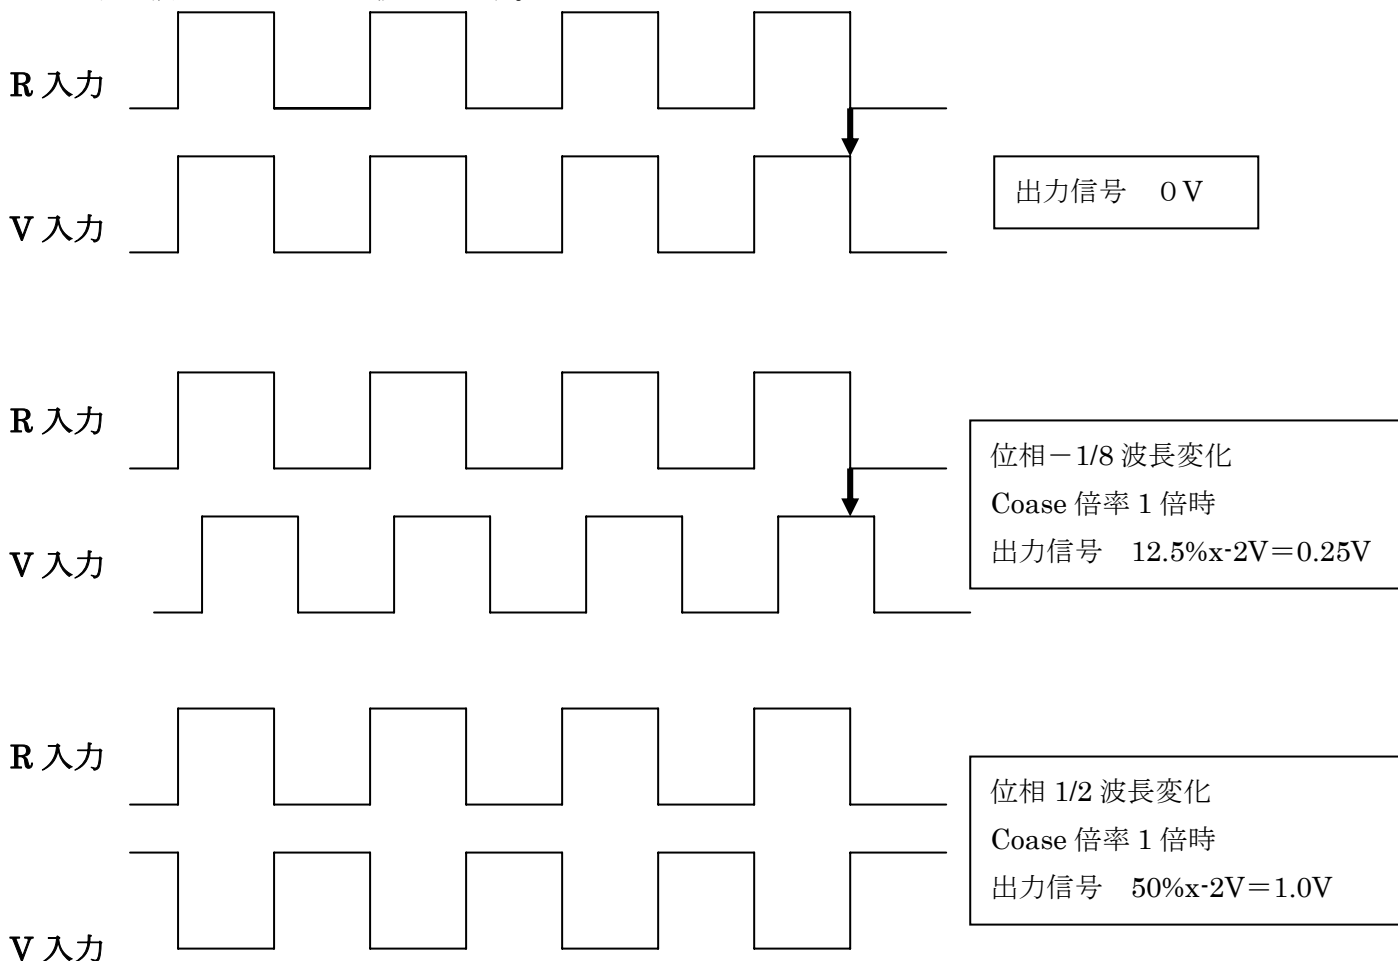 R 入力
V 入力
出力信号　０V
R 入力
V 入力
位相－1/8 波長変化
Coase 倍率 1 倍時
出力信号　12.5%x-2V＝0.25V
R 入力
V 入力
位相 1/2 波長変化
Coase 倍率 1 倍時
出力信号　50%x-2V＝1.0V